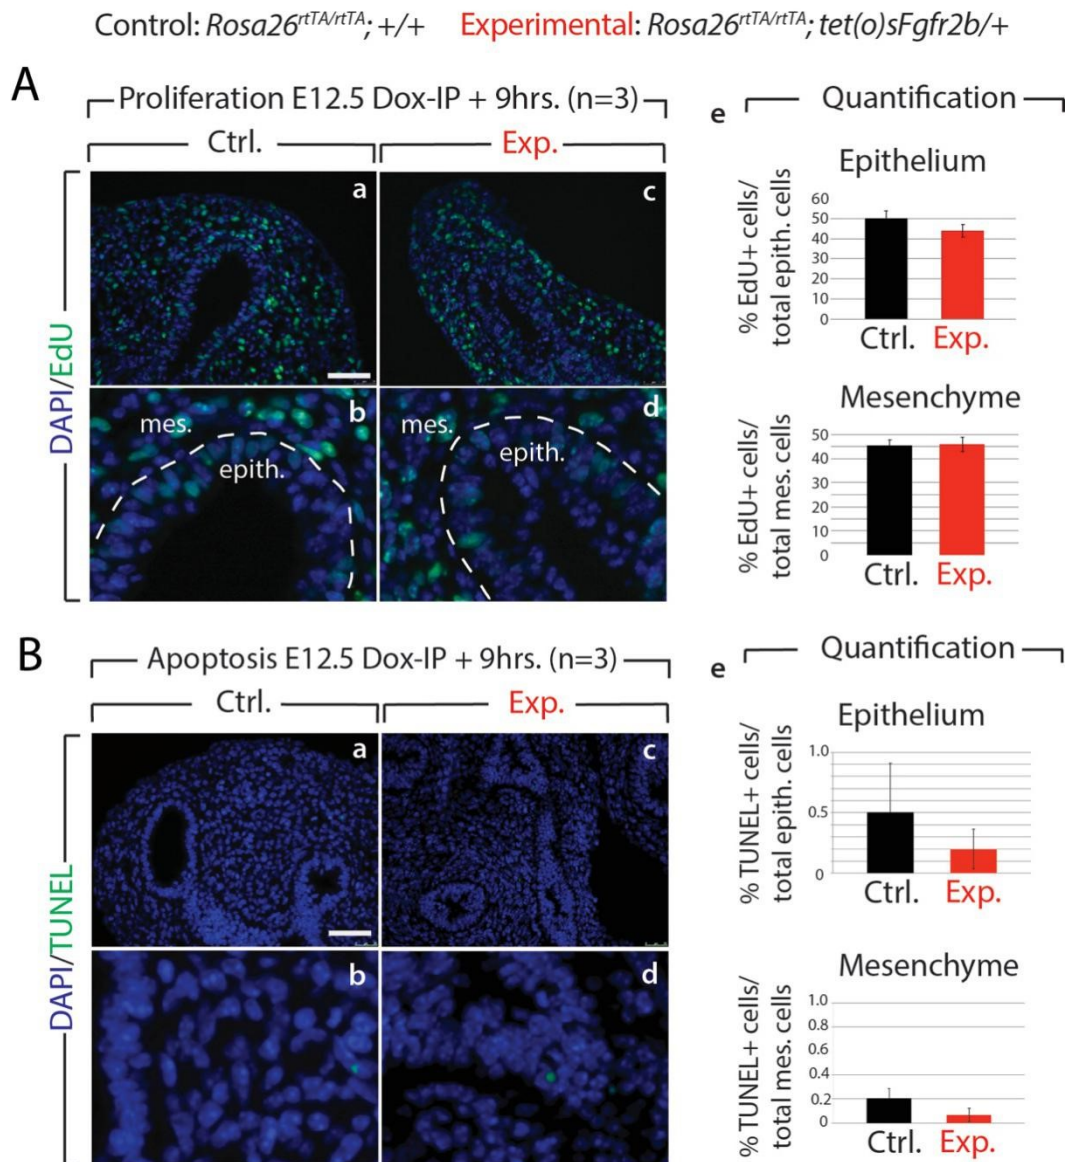 Control: Rosa26rtTA/rtTA; +/+ Experimental: Rosa26rtTA/rtTA; tet(o)sFgfr2b/+
A
Proliferation E12.5 Dox-IP + 9hrs. (n=3)
Ctrl.
Exp.
DAPI/EdU
a
c
b
mes.
epith.
d
mes.
epith.
e
Quantification
Epithelium
% EdU+ cells/
total epith. cells
60
50
40
30
20
10
0
Ctrl.
Exp.
Mesenchyme
% EdU+ cells/
total mes. cells
50
40
30
20
10
0
Ctrl.
Exp.
B
Apoptosis E12.5 Dox-IP + 9hrs. (n=3)
Ctrl.
Exp.
DAPI/TUNEL
a
c
b
d
e
Quantification
Epithelium
% TUNEL+ cells/
total epith. cells
1.0
0.5
0
Ctrl.
Exp.
Mesenchyme
% TUNEL+ cells/
total mes. cells
1.0
0.8
0.6
0.4
0.2
0
Ctrl.
Exp.